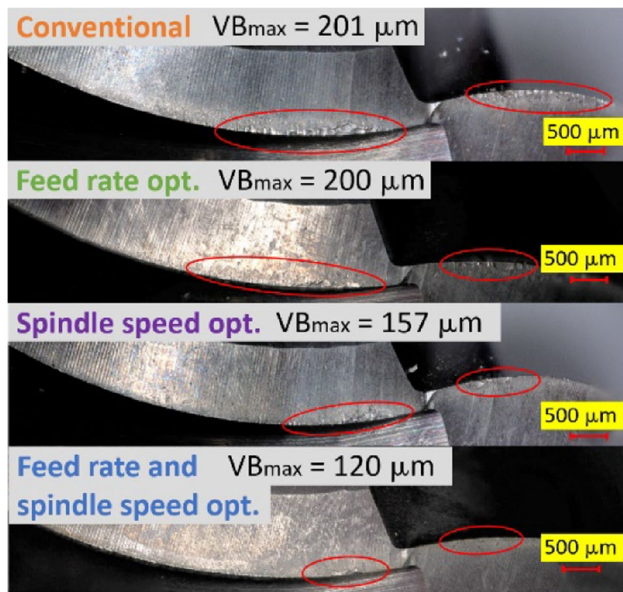 Conventional VBmax = 201 μm
500 μm
Feed rate opt. VBmax = 200 μm
500 μm
Spindle speed opt. VBmax = 157 μm
500 μm
Feed rate and VBmax = 120 μm
spindle speed opt.
500 μm